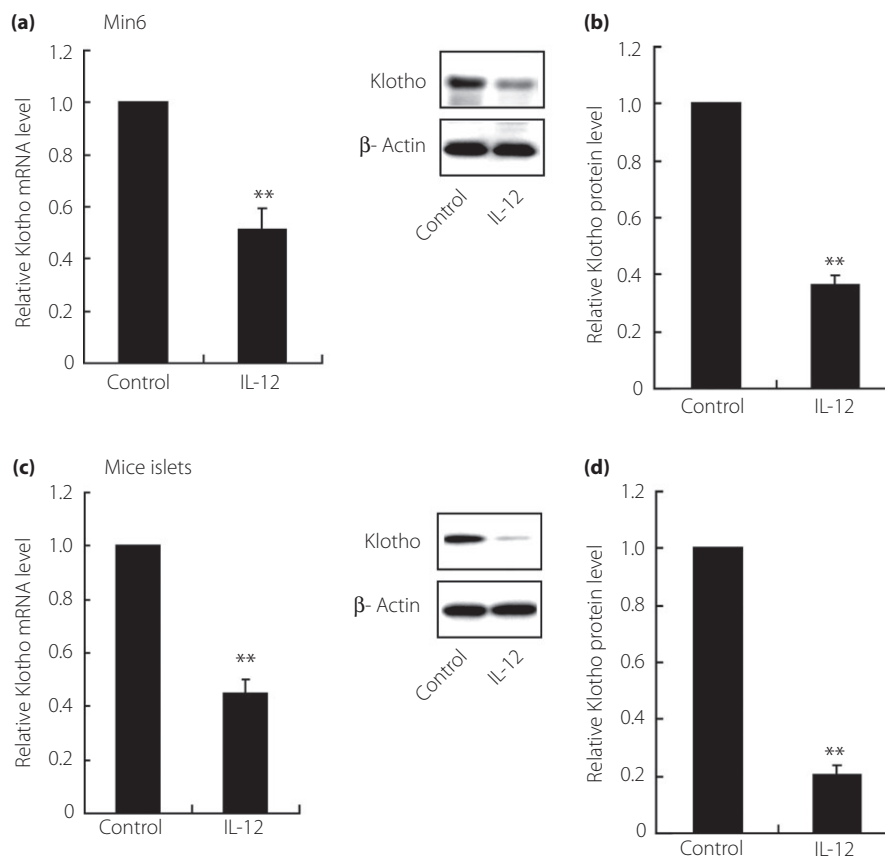 (a) Min6
Relative Klotho mRNA level
1.2
1.0
0.8
0.6
0.4
0.2
0
**
Control IL-12
Klotho
β- Actin
Control IL-12
(b)
Relative Klotho protein level
1.2
1.0
0.8
0.6
0.4
0.2
0
**
Control IL-12
(c) Mice islets
Relative Klotho mRNA level
1.2
1.0
0.8
0.6
0.4
0.2
0
**
Control IL-12
Klotho
β- Actin
Control IL-12
(d)
Relative Klotho protein level
1.2
1.0
0.8
0.6
0.4
0.2
0
**
Control IL-12